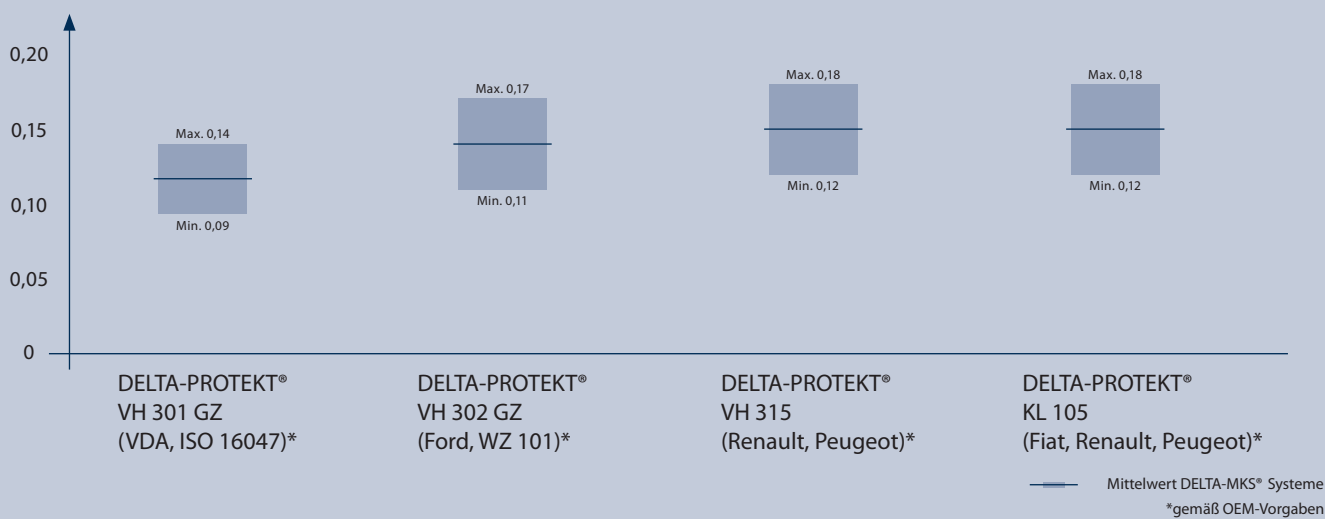 0,20
0,15
0,10
0,05
0
Max. 0,14
Min. 0,09
Max. 0,17
Min. 0,11
Max. 0,18
Min. 0,12
Max. 0,18
Min. 0,12
DELTA-PROTEKT®
VH 301 GZ
(VDA, ISO 16047)*
DELTA-PROTEKT®
VH 302 GZ
(Ford, WZ 101)*
DELTA-PROTEKT®
VH 315
(Renault, Peugeot)*
DELTA-PROTEKT®
KL 105
(Fiat, Renault, Peugeot)*
Mittelwert DELTA-MKS® Systeme
*gemäß OEM-Vorgaben